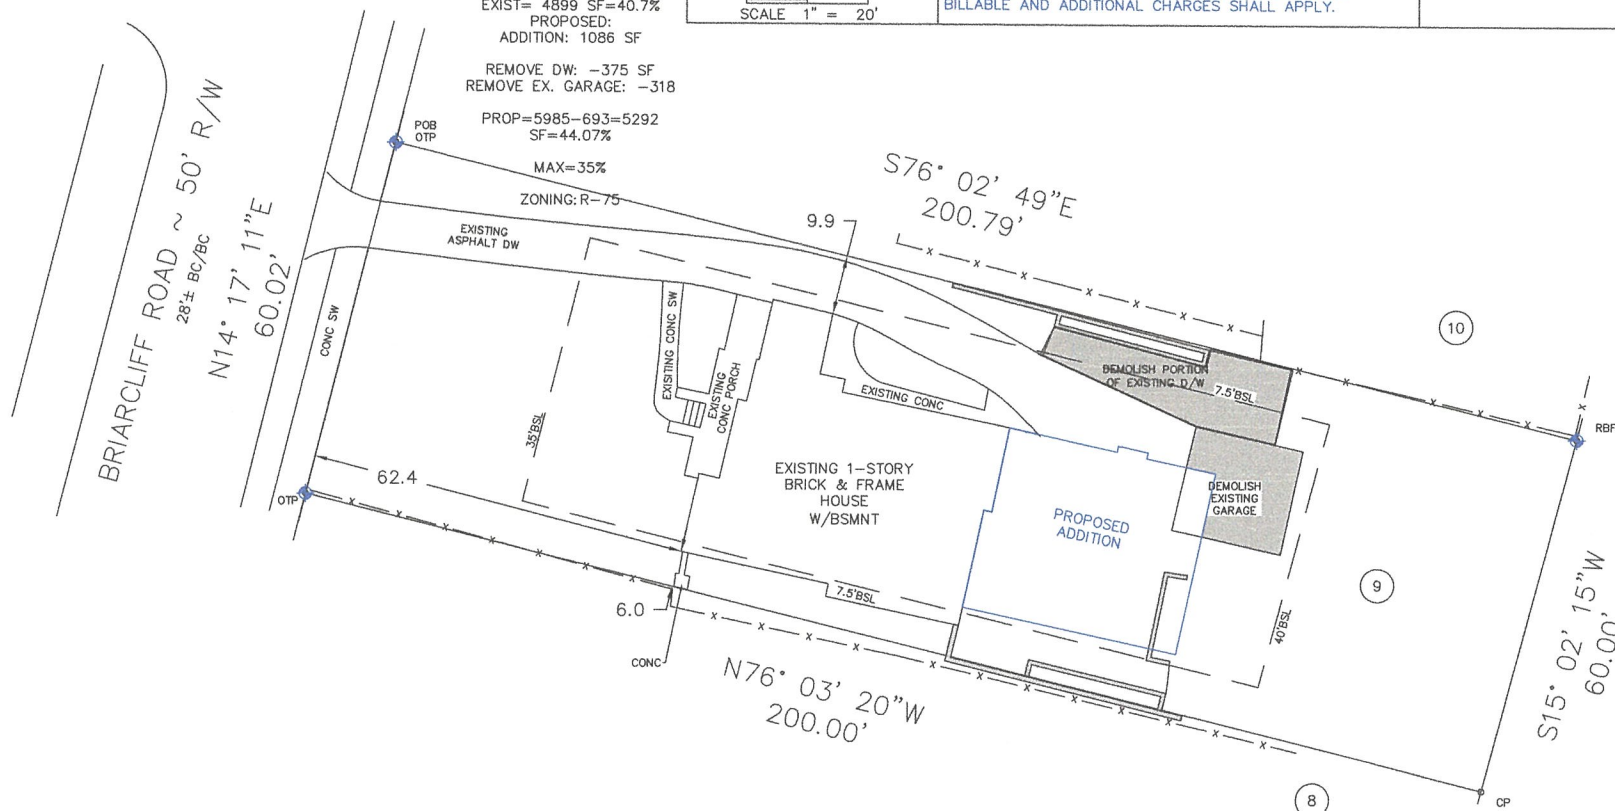 EXIST= 4899 SF=40.7%
PROPOSED:
ADDITION: 1086 SF
REMOVE DW: -375 SF
REMOVE EX. GARAGE: -318
PROP=5985-693=5292
SF=44.07%
MAX=35%
ZONING: R-75
SCALE 1" = 20'
BILLABLE AND ADDITIONAL CHARGES SHALL APPLY.
BRIARCLIFF ROAD ~ 50' R/W
28'± BC/BC
N14° 17' 11"E
60.02'
CONC SW
POB
OTP
EXISTING
ASPHALT DW
9.9
S76° 02' 49"E
200.79'
10
EXISITING CONC SW
EXISTING
CONC PORCH
EXISTING CONC
DEMOLISH PORTION
OF EXISTING D/W
7.5'BSL
RBF
35'BSL
62.4
OTP
EXISTING 1-STORY
BRICK & FRAME
HOUSE
W/BSMNT
PROPOSED
ADDITION
DEMOLISH
EXISTING
GARAGE
9
7.5'BSL
6.0
CONC
40'BSL
N76° 03' 20"W
200.00'
S15° 02' 15"W
60.00'
8
CP